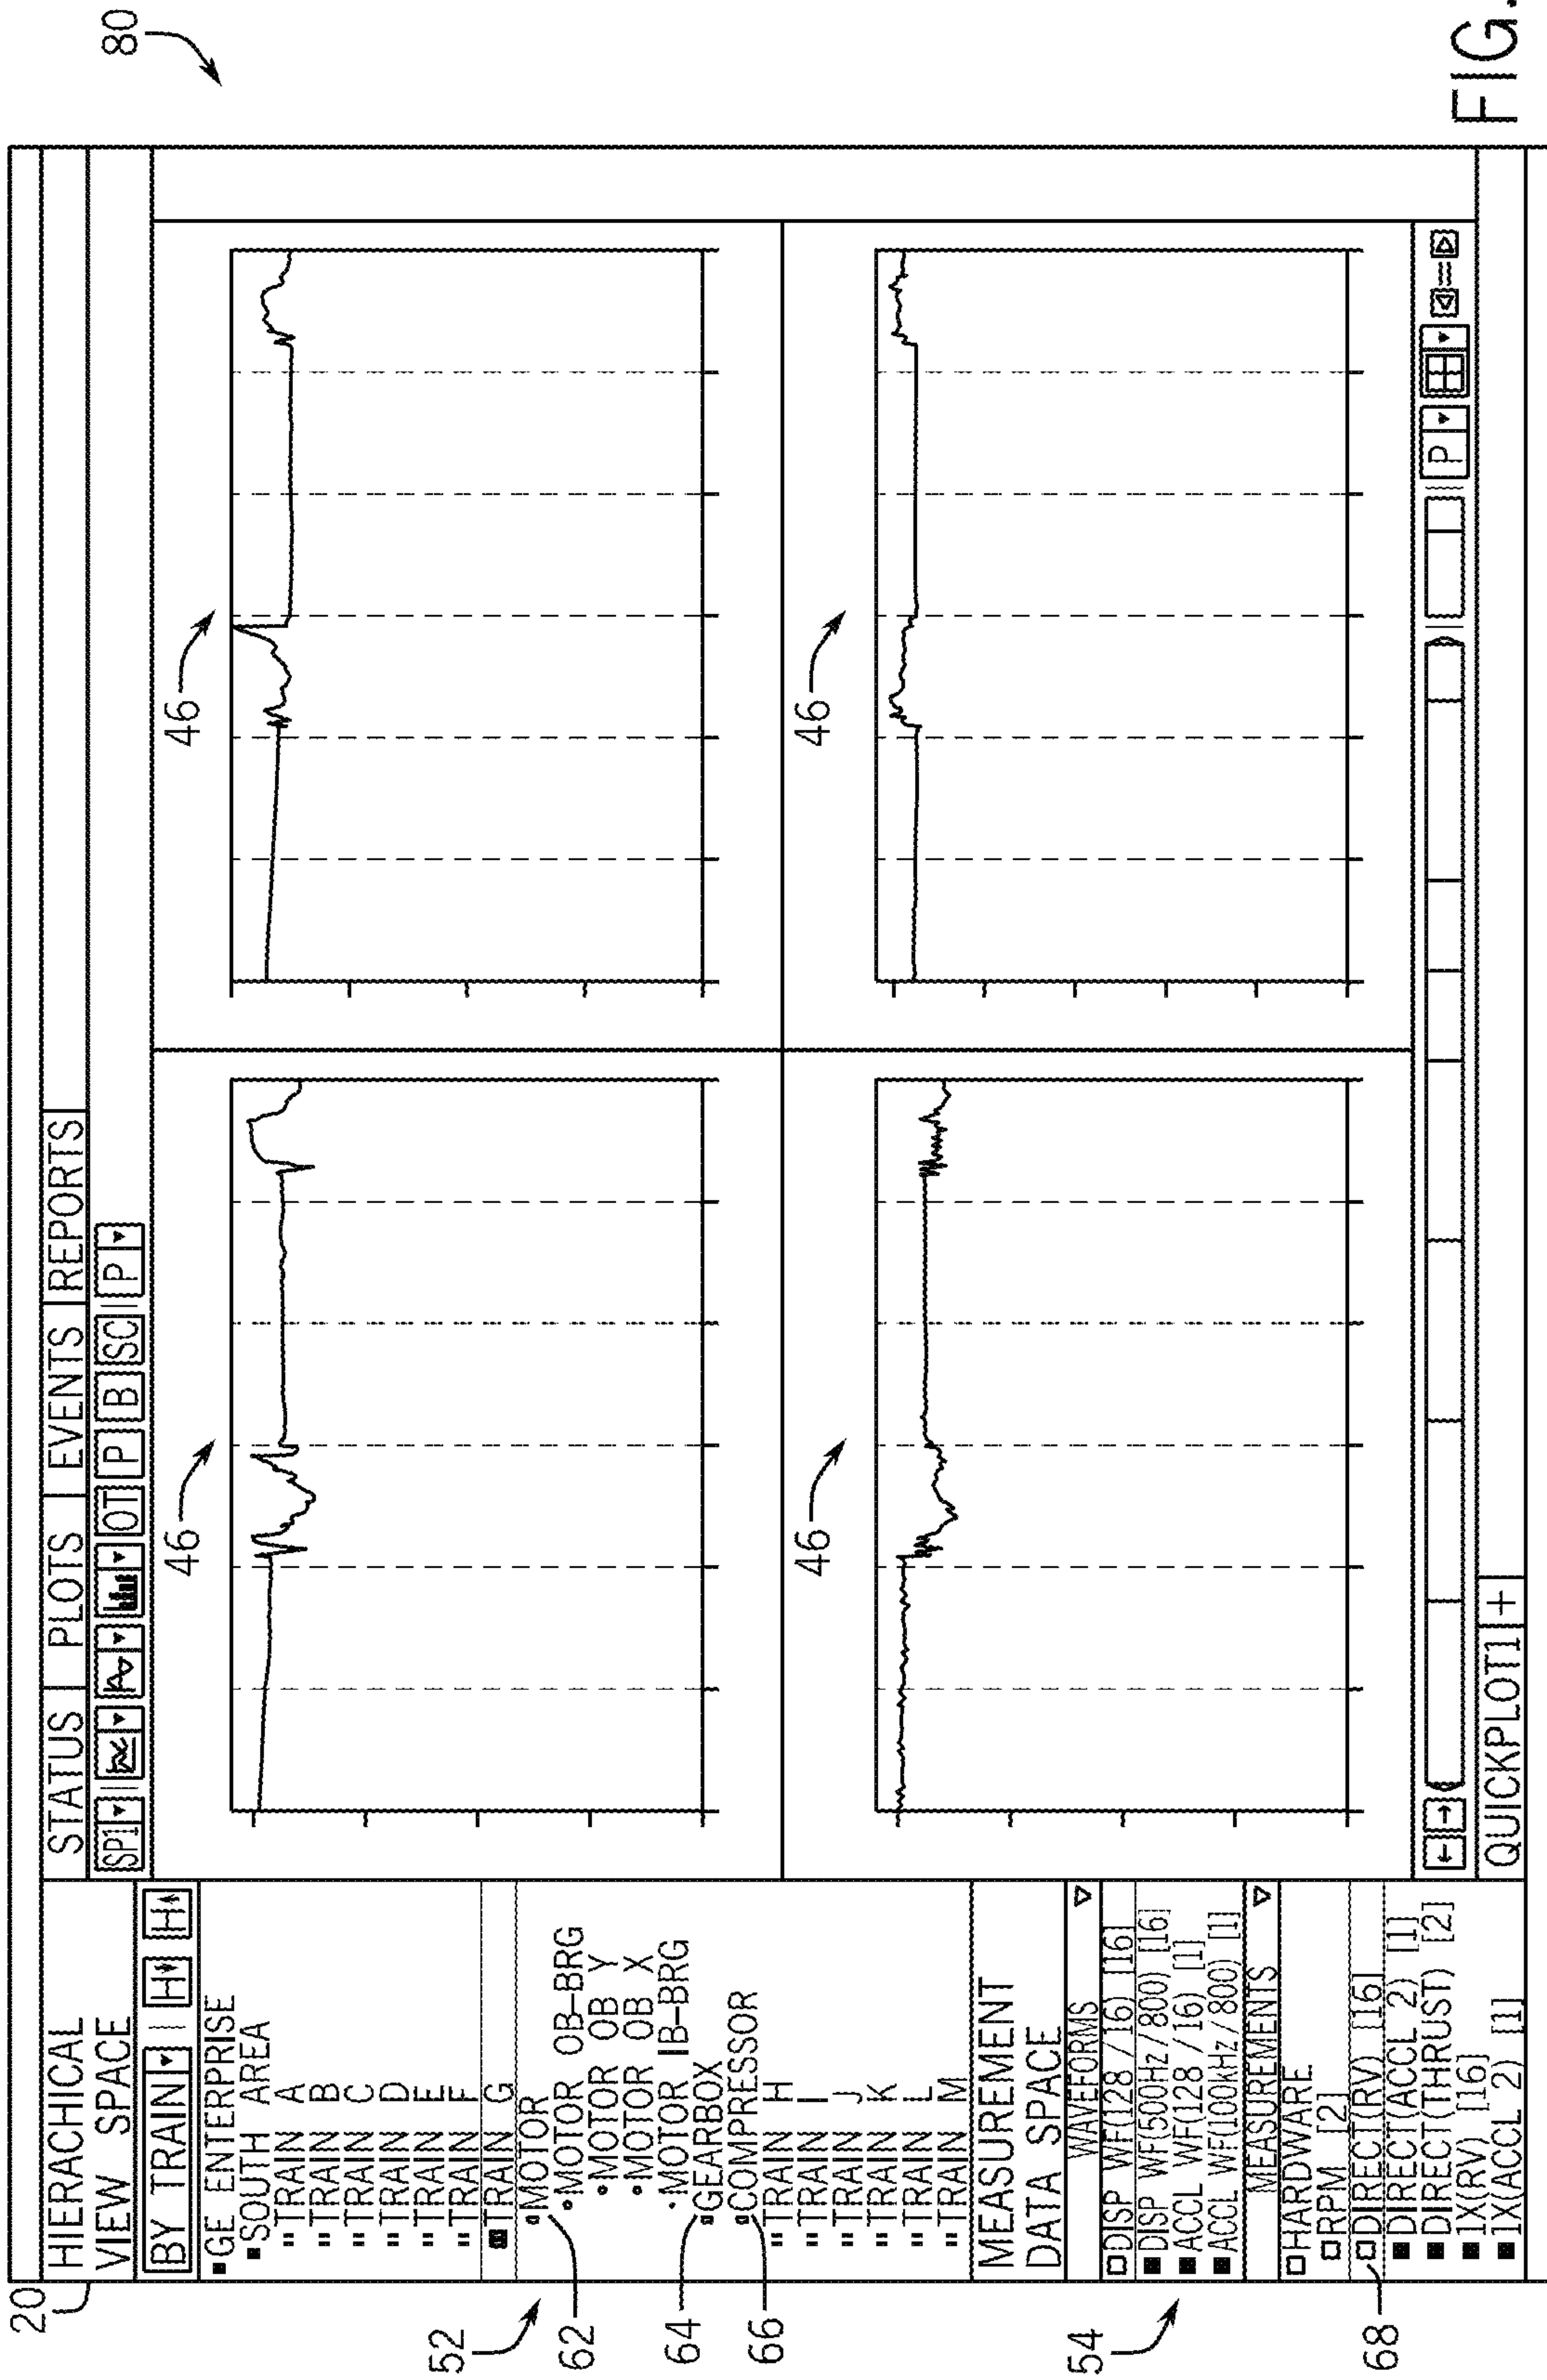 80
20
HIERACHICAL
VIEW SPACE
STATUS PLOTS EVENTS REPORTS
BY TRAIN H H
SP1 OT P B SC P
GE ENTERPRISE
SOUTH AREA
TRAIN A
TRAIN B
TRAIN C
TRAIN D
TRAIN E
TRAIN F
TRAIN G
MOTOR
MOTOR OB-BRG
MOTOR OB Y
MOTOR OB X
MOTOR IB-BRG
GEARBOX
COMPRESSOR
TRAIN H
TRAIN I
TRAIN J
TRAIN K
TRAIN L
TRAIN M
52
62
64
66
46
46
46
46
MEASUREMENT
DATA SPACE
WAVEFORMS
DISP WF(128/16) [16]
DISP WF(500Hz/800) [16]
ACCL WF(128/16) [1]
ACCL WF(100kHz/800) [1]
MEASUREMENTS
HARDWARE
RPM [2]
DIRECT(RV) [16]
DIRECT(ACCL 2) [1]
DIRECT(THRUST) [2]
1X(RV) [16]
1X(ACCL 2) [1]
54
68
P
QUICKPLOT1 +
FIG.